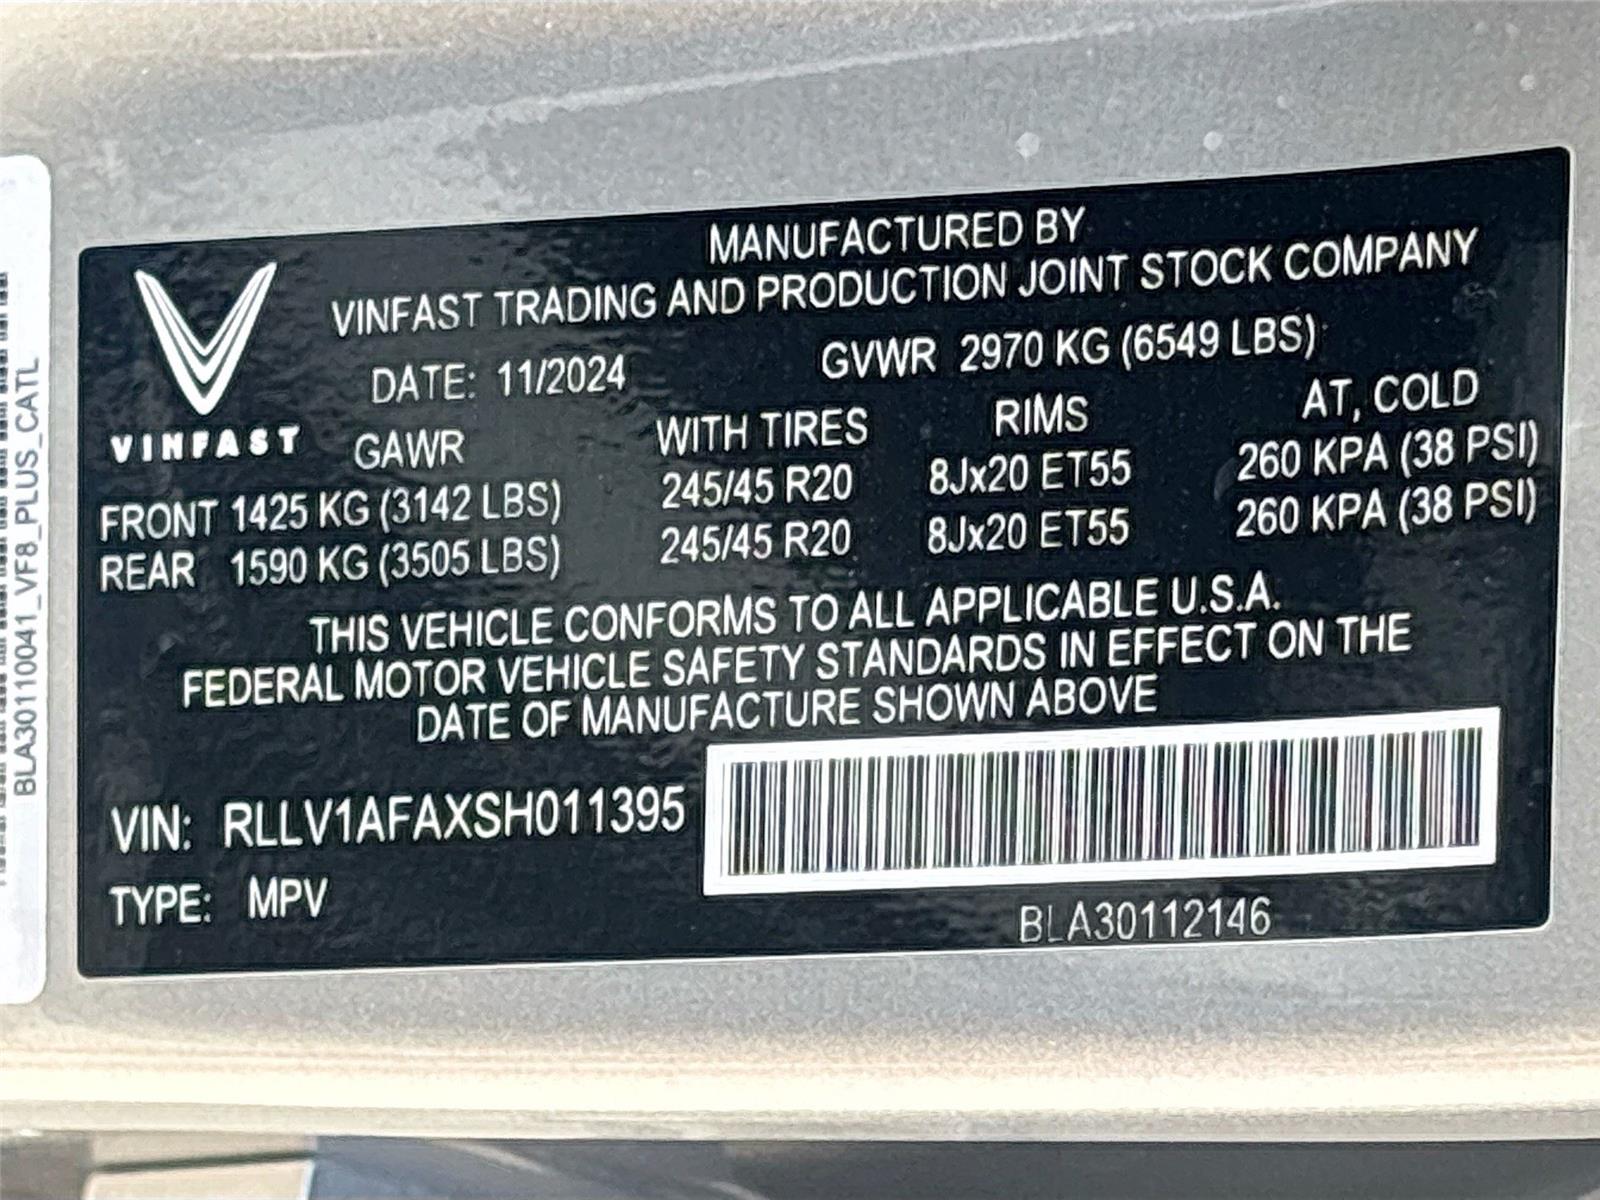 MANUFACTURED BY
VINFAST TRADING AND PRODUCTION JOINT STOCK COMPANY
DATE: 11/2024 GVWR 2970 KG (6549 LBS)
VINFAST
GAWR WITH TIRES RIMS AT, COLD
FRONT 1425 KG (3142 LBS) 245/45 R20 8Jx20 ET55 260 KPA (38 PSI)
REAR 1590 KG (3505 LBS) 245/45 R20 8Jx20 ET55 260 KPA (38 PSI)
THIS VEHICLE CONFORMS TO ALL APPLICABLE U.S.A.
FEDERAL MOTOR VEHICLE SAFETY STANDARDS IN EFFECT ON THE
DATE OF MANUFACTURE SHOWN ABOVE
VIN: RLLV1AFAXSH011395
TYPE: MPV
BLA30112146
BLA30110041_VF8_PLUS_CATL